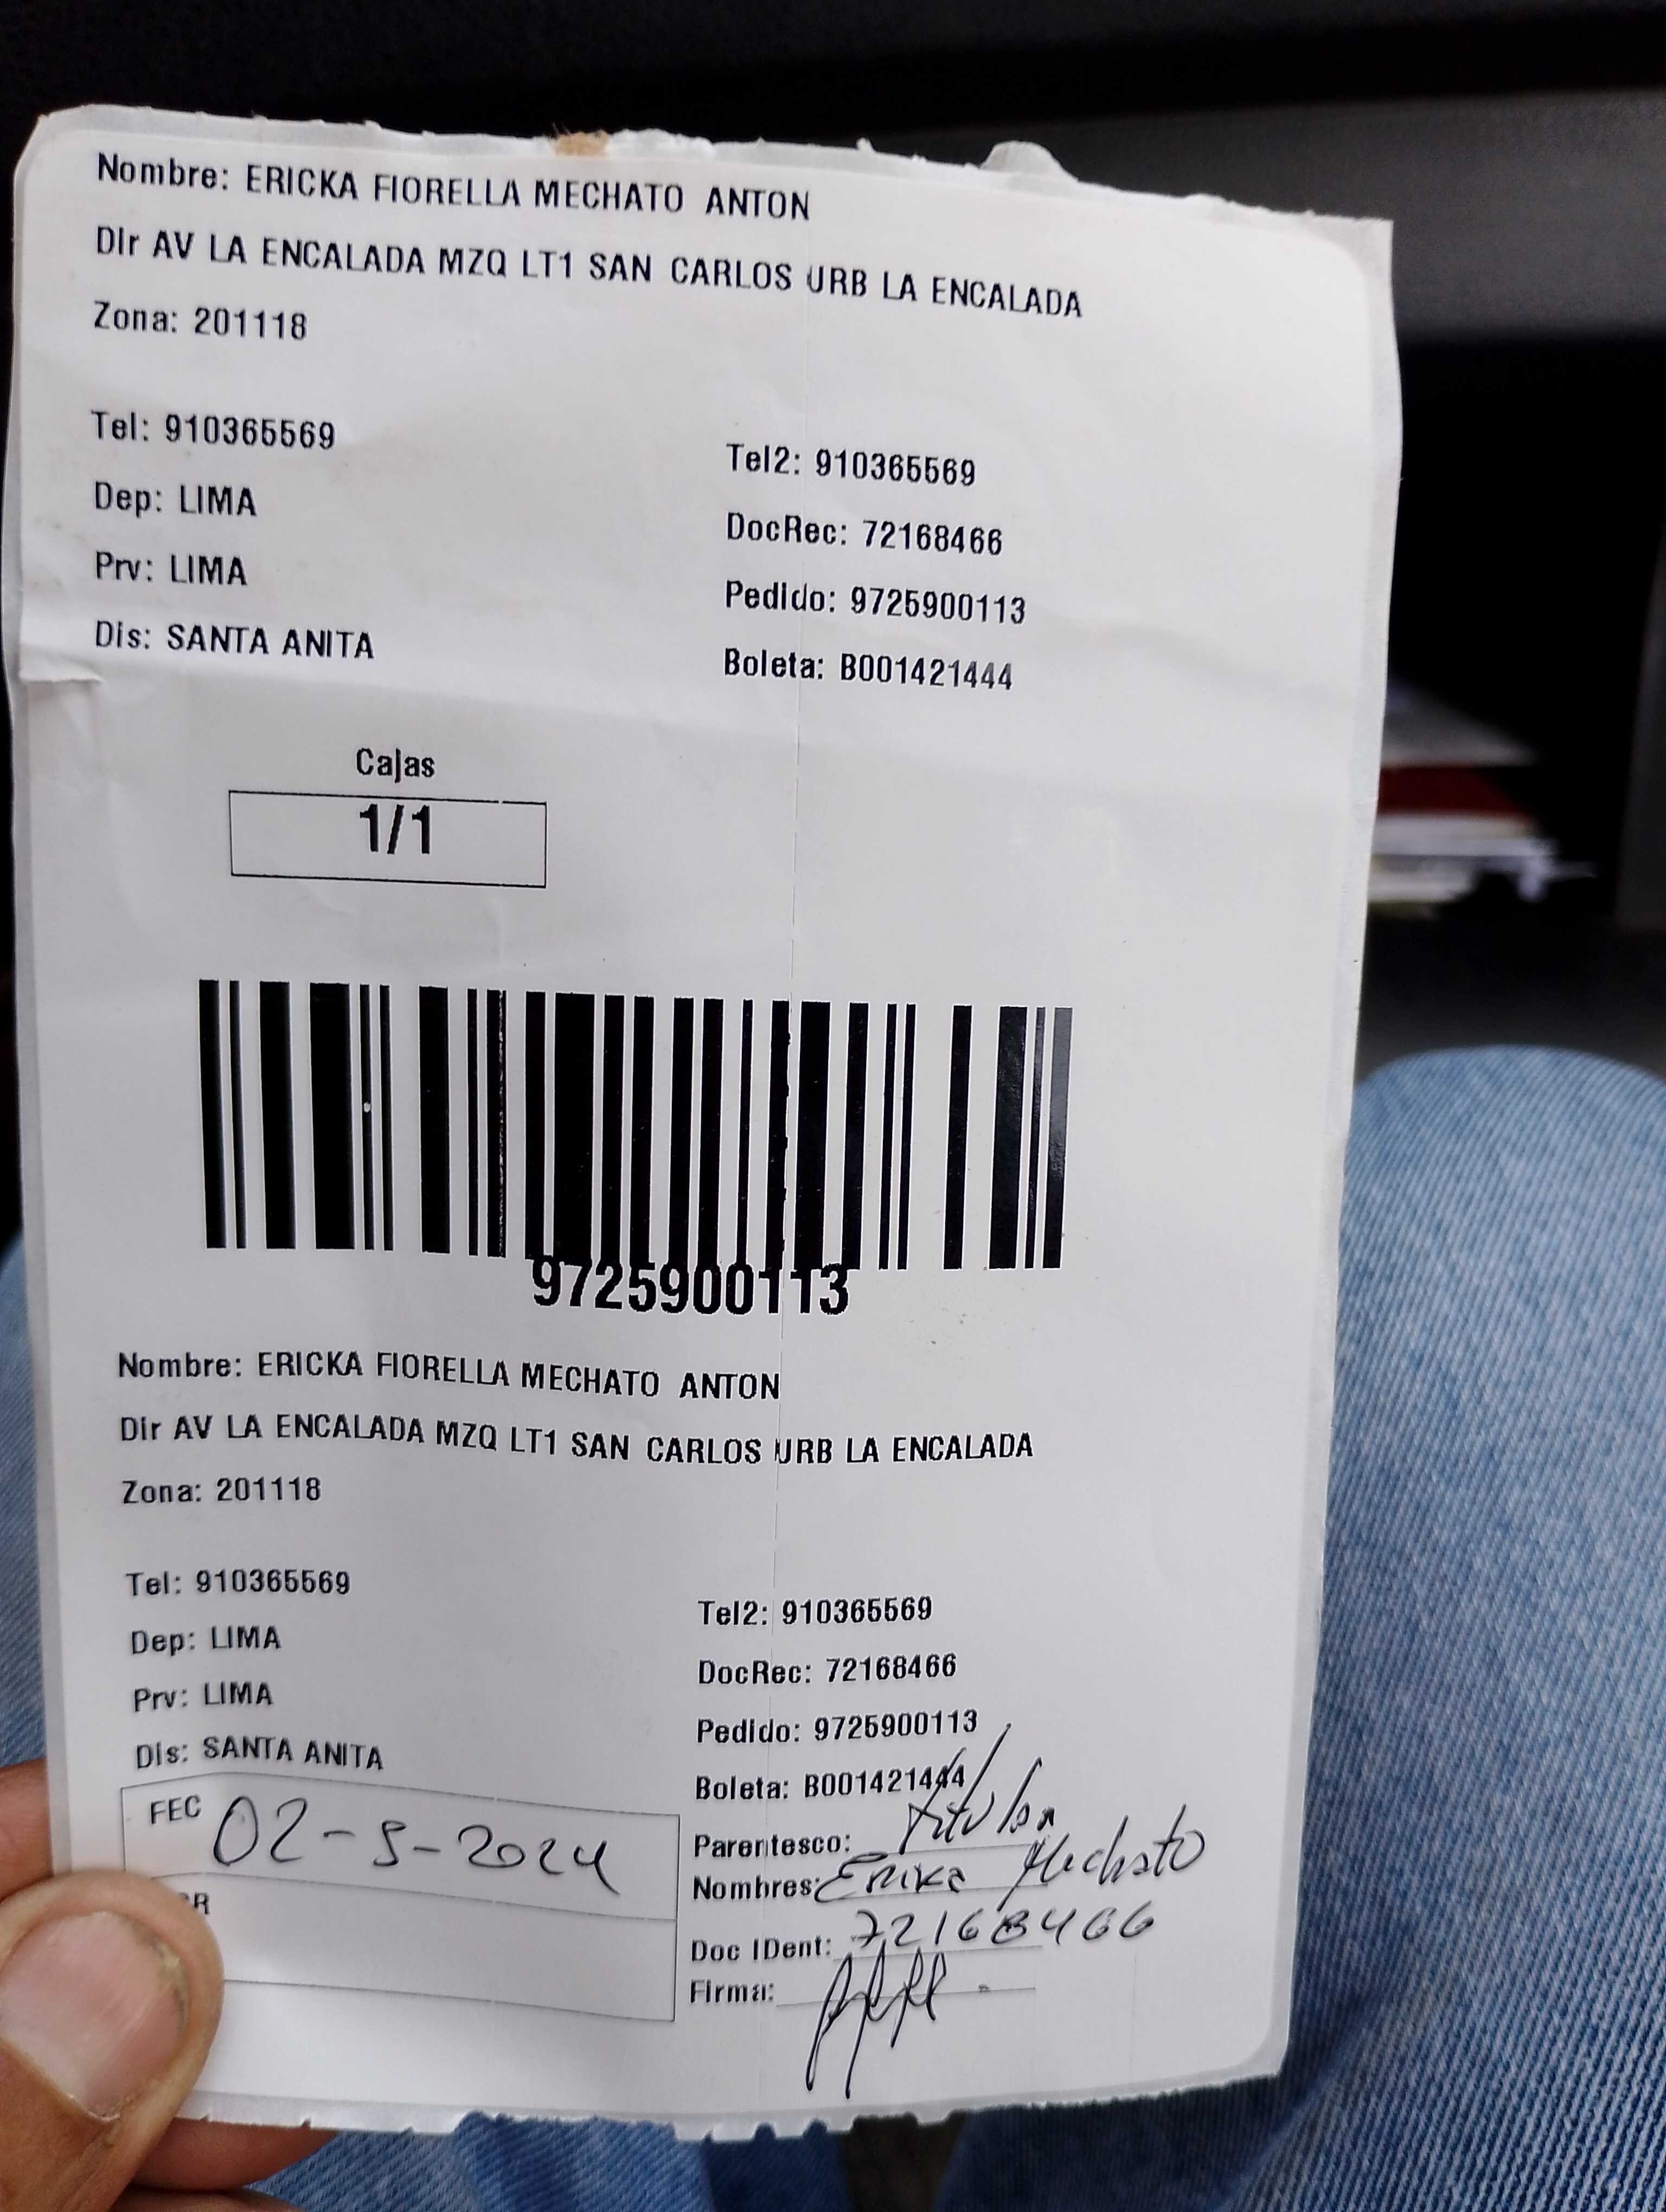 Nombre: ERICKA FIORELLA MECHATO ANTON
Dir AV LA ENCALADA MZQ LT1 SAN CARLOS URB LA ENCALADA
Zona: 201118
Tel: 910365569
Tel2: 910365569
Dep: LIMA
DocRec: 72168466
Prv: LIMA
Pedido: 9725900113
Dis: SANTA ANITA
Boleta: B001421444
Cajas
1/1
9725900113
Nombre: ERICKA FIORELLA MECHATO ANTON
Dir AV LA ENCALADA MZQ LT1 SAN CARLOS URB LA ENCALADA
Zona: 201118
Tel: 910365569
Tel2: 910365569
Dep: LIMA
DocRec: 72168466
Prv: LIMA
Pedido: 9725900113
Dis: SANTA ANITA
Boleta: B001421444
FEC 02-5-2024
Parentesco: Titular
Nombres: Erika Mechato
Doc IDent: 72168466
Firma: